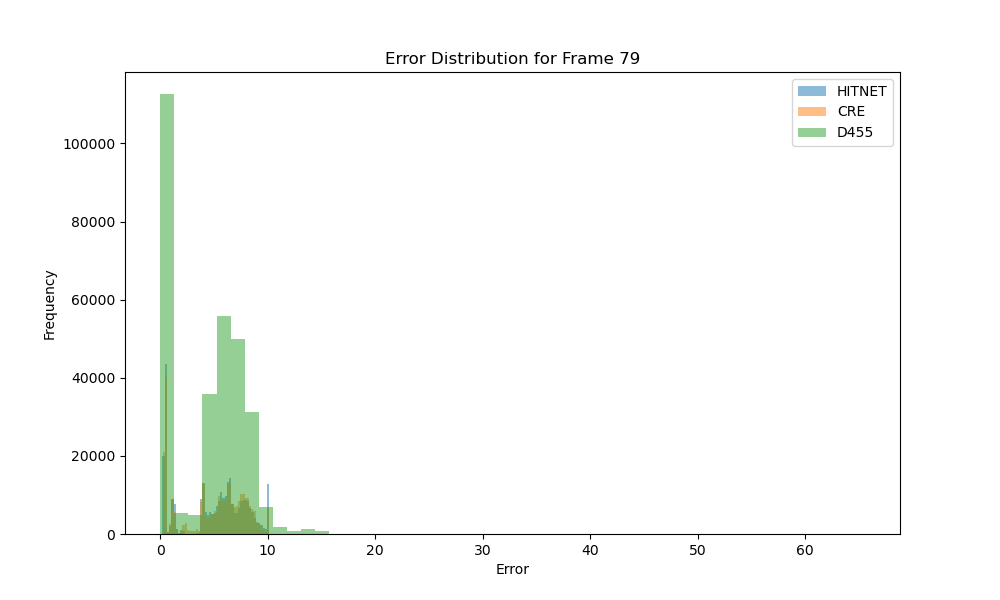 Error Distribution for Frame 79
HITNET
CRE
D455
100000
80000
60000
40000
20000
0
Frequency
0 10 20 30 40 50 60
Error